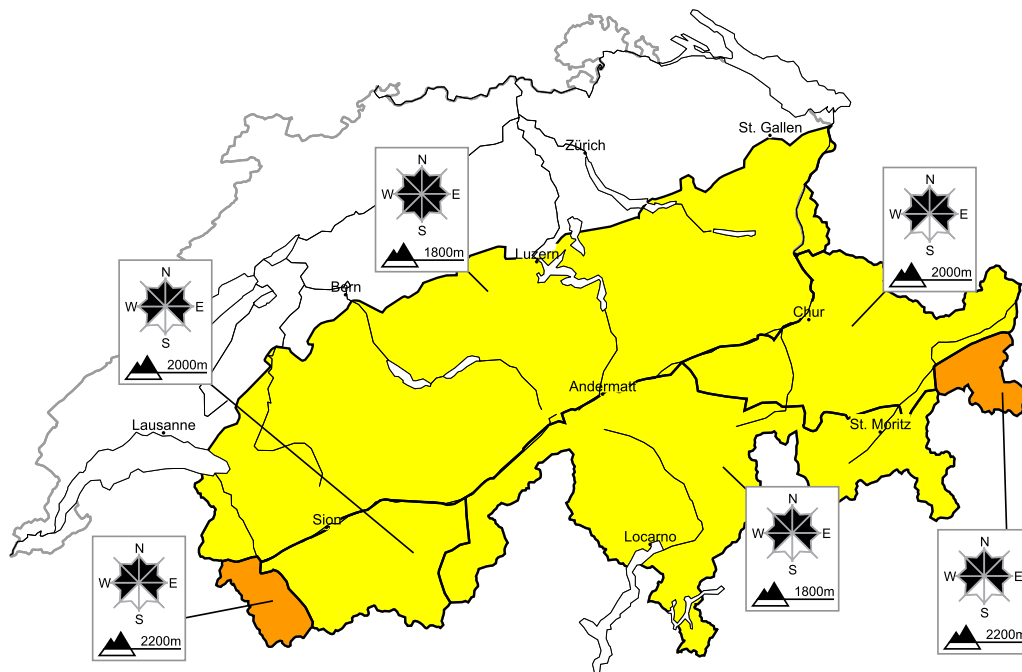 St. Gallen
Zürich
N
W E
S
1800m
N
W E
S
2000m
Luzern
N
W E
S
2000m
Bern
Chur
Andermatt
Lausanne
St. Moritz
N
W E
S
1800m
Sion
Locarno
N
W E
S
2200m
N
W E
S
2200m